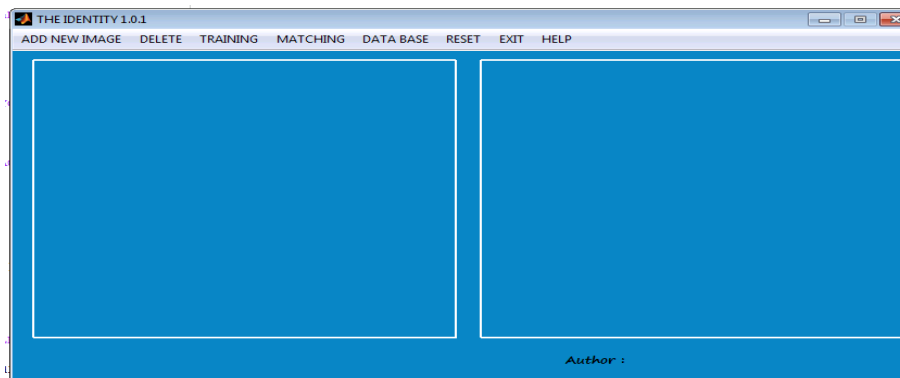 THE IDENTITY 1.0.1
ADD NEW IMAGE DELETE TRAINING MATCHING DATA BASE RESET EXIT HELP
Author :